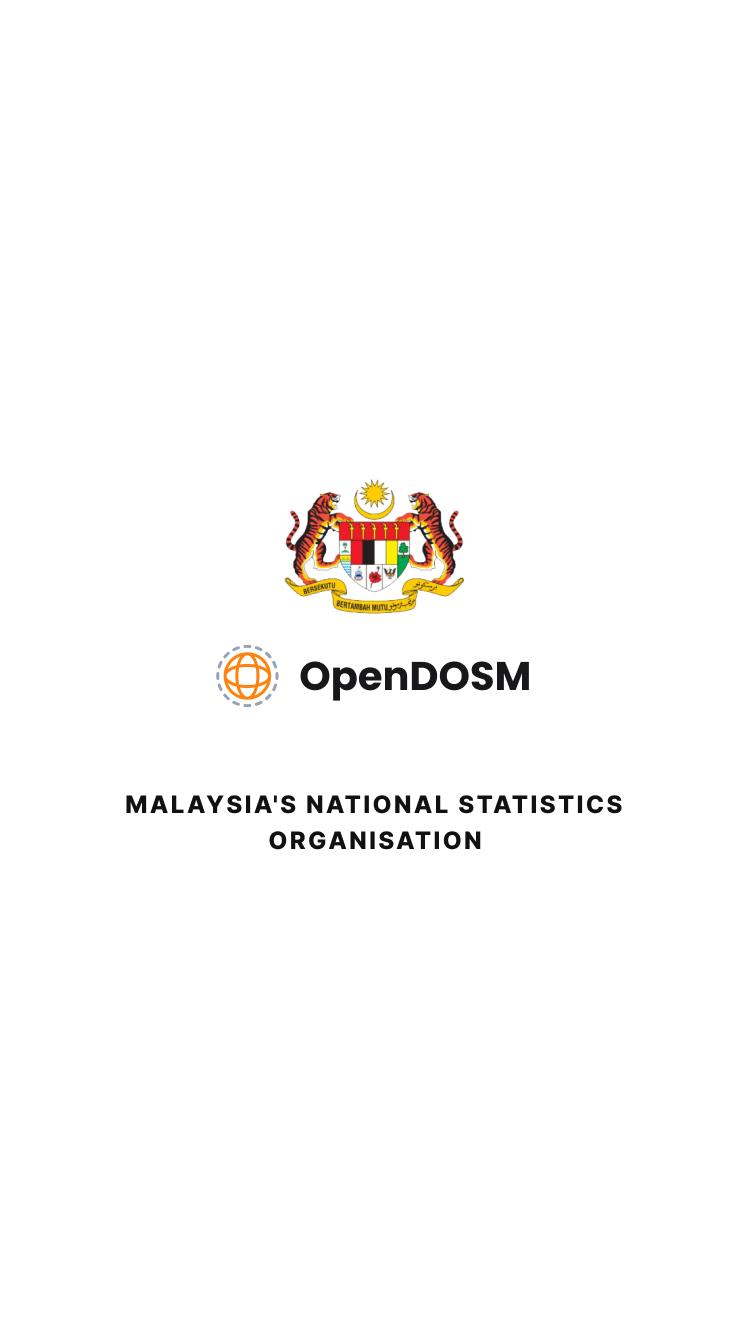 BERSEKUTU
BERTAMBAH MUTU
OpenDOSM
MALAYSIA'S NATIONAL STATISTICS
ORGANISATION